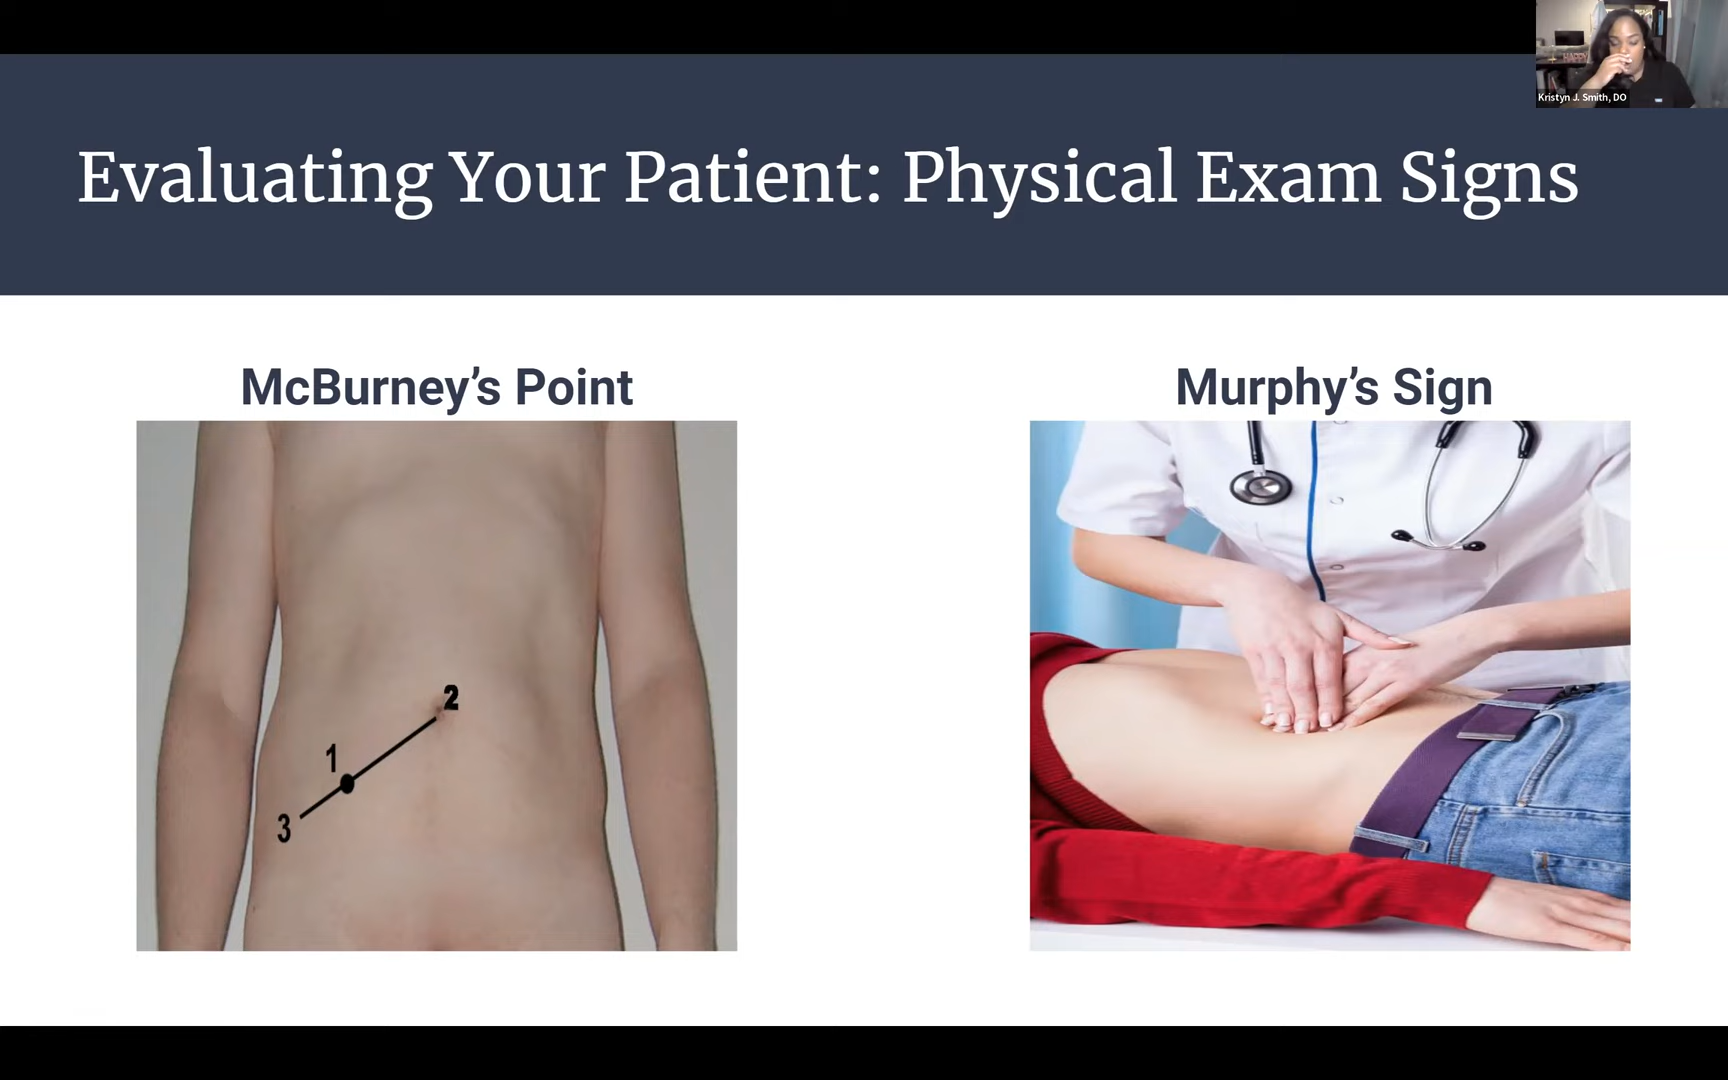 Kristyn J. Smith, DO
Evaluating Your Patient: Physical Exam Signs
McBurney’s Point
Murphy’s Sign
2
1
3